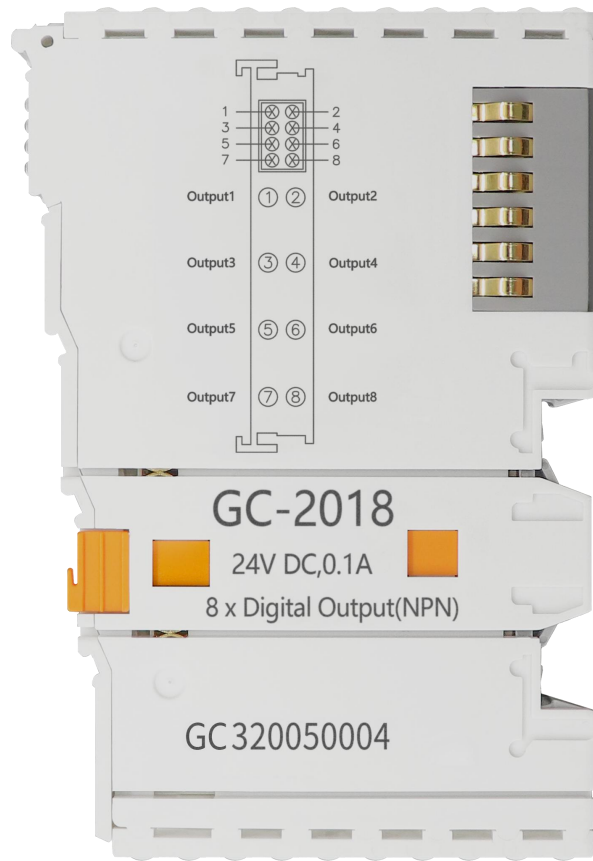 1 2
3 4
5 6
7 8
Output1 ① ② Output2
Output3 ③ ④ Output4
Output5 ⑤ ⑥ Output6
Output7 ⑦ ⑧ Output8
GC-2018
24V DC,0.1A
8 x Digital Output(NPN)
GC320050004